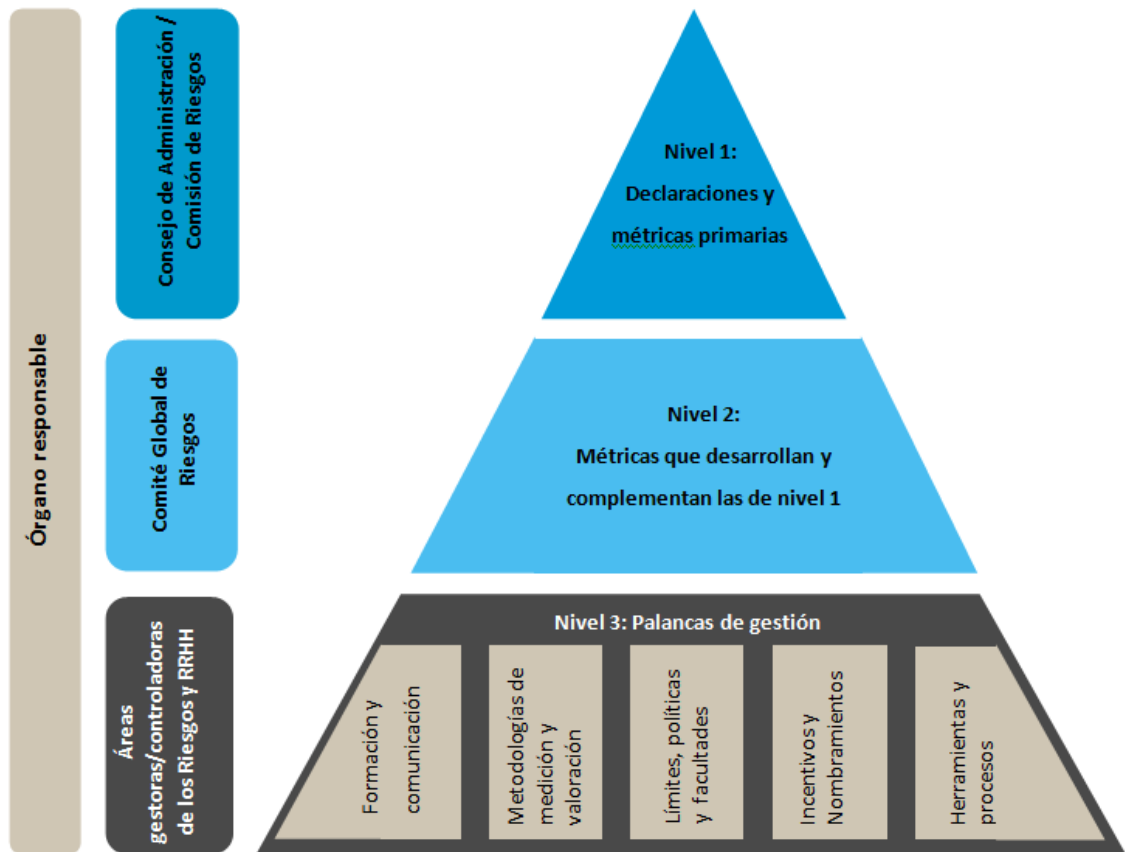 Órgano responsable
Consejo de Administración /
Comisión de Riesgos
Nivel 1:
Declaraciones y
métricas primarias
Comité Global de
Riesgos
Nivel 2:
Métricas que desarrollan y
complementan las de nivel 1
Áreas
gestoras/controladoras
de los Riesgos y RRHH
Nivel 3: Palancas de gestión
Formación y
comunicación
Metodologías de
medición y
valoración
Límites, políticas
y facultades
Incentivos y
Nombramientos
Herramientas y
procesos